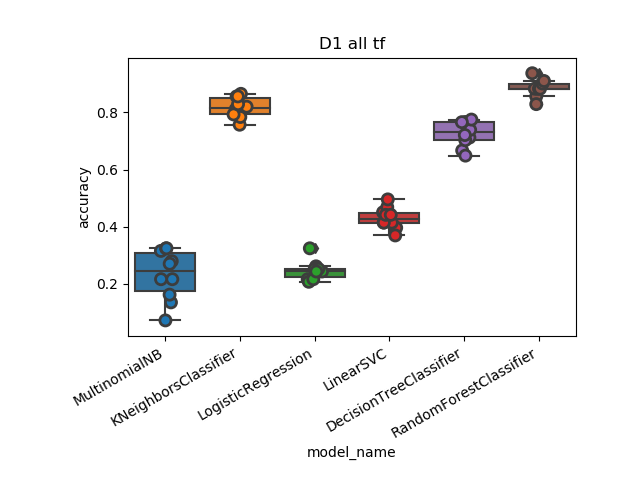 D1 all tf
accuracy
0.8
0.6
0.4
0.2
MultinomialNB
KNeighborsClassifier
LogisticRegression
LinearSVC
DecisionTreeClassifier
RandomForestClassifier
model_name